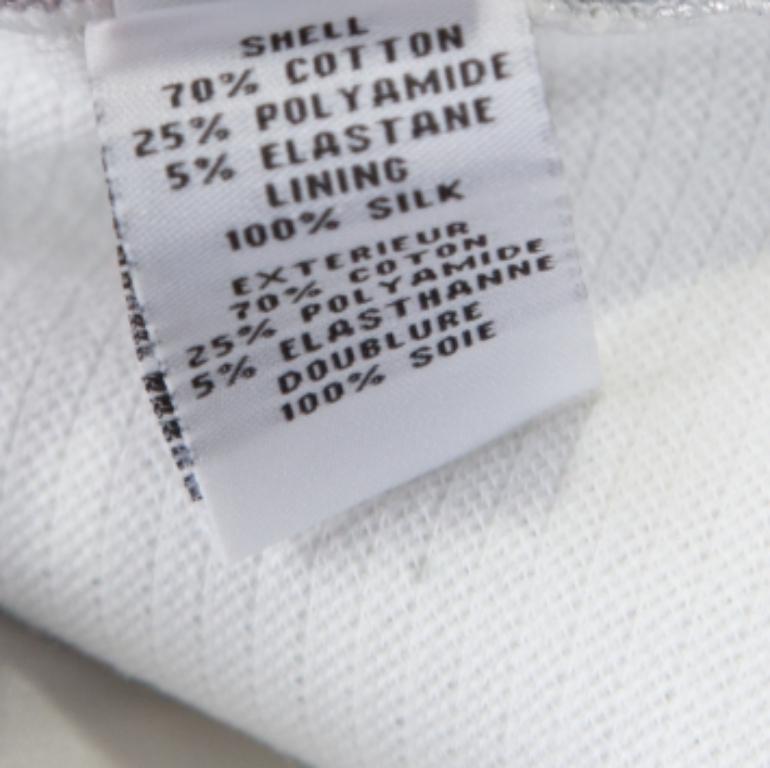 SHELL
70% COTTON
25% POLYAMIDE
5% ELASTANE
LINING
100% SILK
EXTERIEUR
70% COTON
25% POLYAMIDE
5% ELASTHANNE
DOUBLURE
100% SOIE